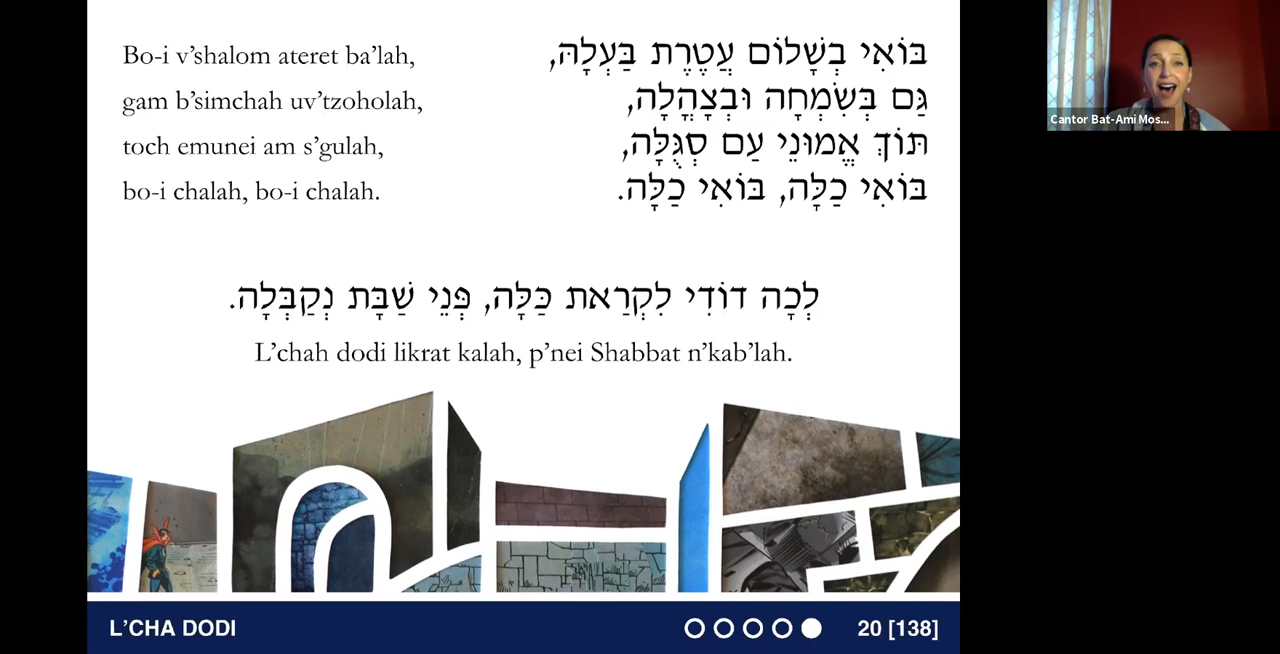 Bo-i v’shalom ateret ba’lah,
gam b’simchah uv’tzoholah,
toch emunei am s’gulah,
bo-i chalah, bo-i chalah.
בּוֹאִי בְשָׁלוֹם עֲטֶרֶת בַּעְלָהּ,
גַּם בְּשִׂמְחָה וּבְצָהֳלָה,
תּוֹךְ אֱמוּנֵי עַם סְגֻלָּה,
בּוֹאִי כַלָּה, בּוֹאִי כַלָּה.
לְכָה דוֹדִי לִקְרַאת כַּלָּה, פְּנֵי שַׁבָּת נְקַבְּלָה.
L’chah dodi likrat kalah, p’nei Shabbat n’kab’lah.
L’CHA DODI
20 [138]
Cantor Bat-Ami Mos...